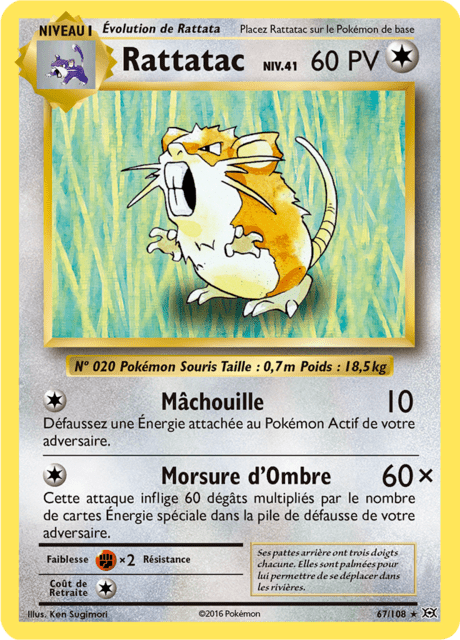 NIVEAU 1 Évolution de Rattata Placez Rattatac sur le Pokémon de base
Rattatac NIV.41 60 PV
N° 020 Pokémon Souris Taille : 0,7 m Poids : 18,5 kg
Mâchouille 10
Défaussez une Énergie attachée au Pokémon Actif de votre
adversaire.
Morsure d'Ombre 60×
Cette attaque inflige 60 dégâts multipliés par le nombre
de cartes Énergie spéciale dans la pile de défausse de votre
adversaire.
Faiblesse ×2 Résistance
Coût de
Retraite
Ses pattes arrière ont trois doigts
chacune. Elles sont palmées pour
lui permettre de se déplacer dans
les rivières.
Illus. Ken Sugimori ©2016 Pokémon 67/108 ★